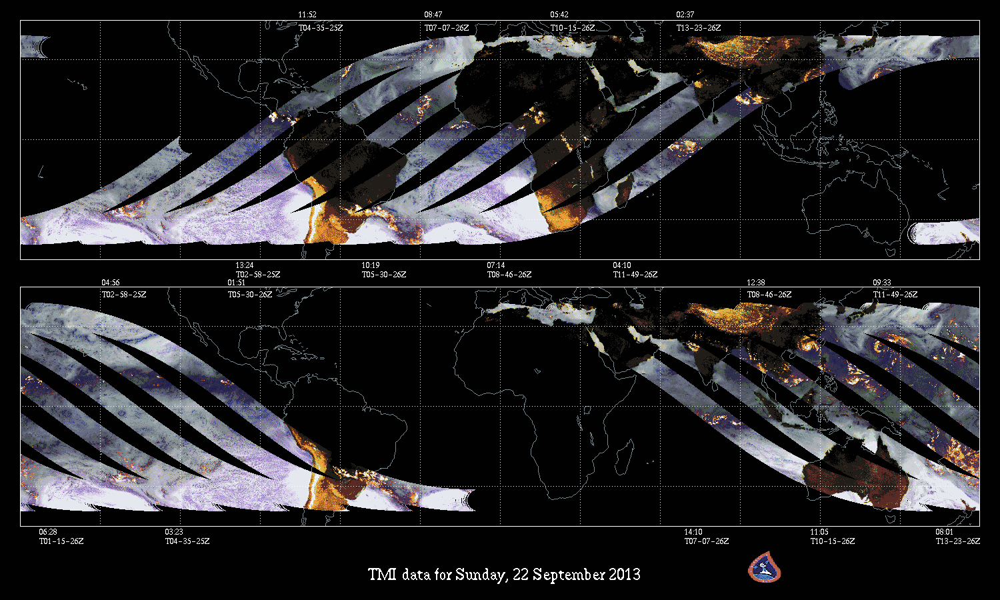 11:52 08:47 05:42 02:37
T04-35-25Z T07-07-26Z T10-15-26Z T13-23-26Z
13:24 10:19 07:14 04:10
T02-58-25Z T05-30-26Z T08-46-26Z T11-49-26Z
04:56 01:51 12:38 09:33
T02-58-25Z T05-30-26Z T08-46-26Z T11-49-26Z
06:28 03:23 14:10 11:05 08:01
T01-15-26Z T04-35-25Z T07-07-26Z T10-15-26Z T13-23-26Z
TMI data for Sunday, 22 September 2013